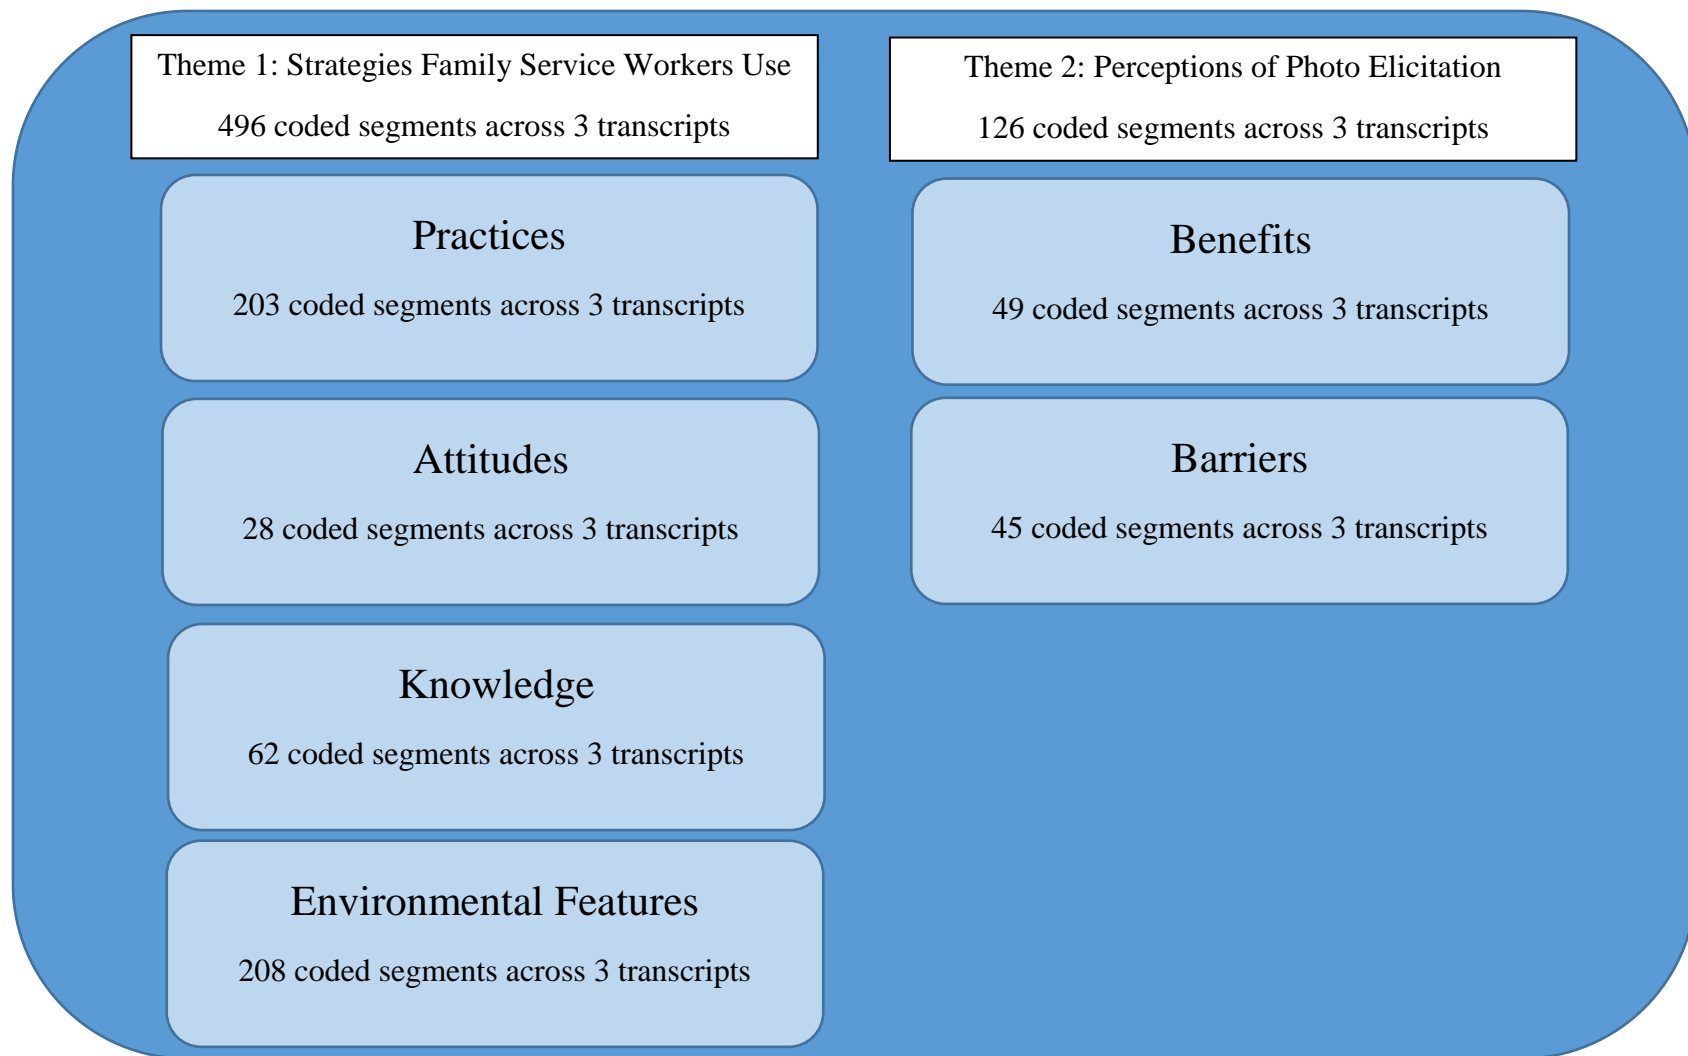 Theme 1: Strategies Family Service Workers Use
496 coded segments across 3 transcripts
Practices
203 coded segments across 3 transcripts
Attitudes
28 coded segments across 3 transcripts
Knowledge
62 coded segments across 3 transcripts
Environmental Features
208 coded segments across 3 transcripts
Theme 2: Perceptions of Photo Elicitation
126 coded segments across 3 transcripts
Benefits
49 coded segments across 3 transcripts
Barriers
45 coded segments across 3 transcripts